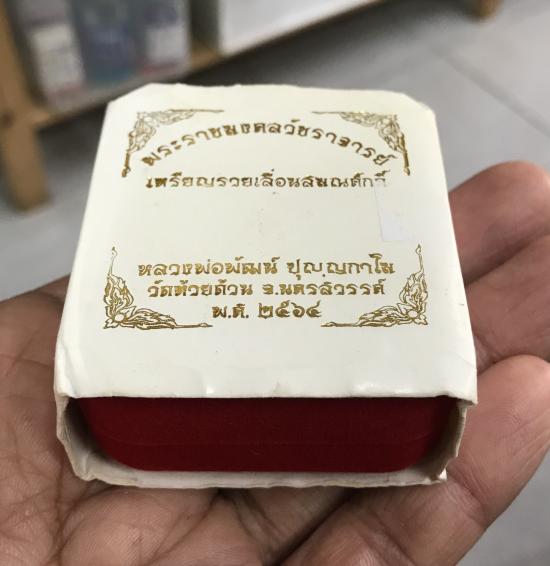 พระราชมงคลวัชราจารย์
เหรียญรวยเลื่อนสมณศักดิ์
หลวงพ่อพัฒน์ ปุญฺญกาโม
วัดห้วยด้วน จ.นครสวรรค์
พ.ศ. ๒๕๖๔